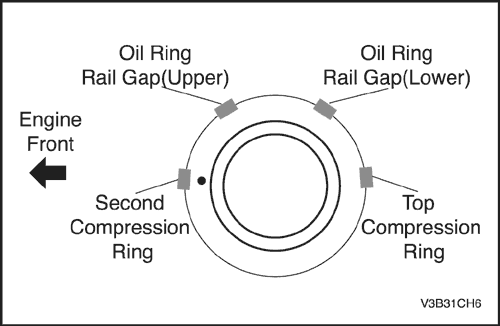 Oil Ring
Rail Gap(Upper)
Oil Ring
Rail Gap(Lower)
Engine
Front
Second
Compression
Ring
Top
Compression
Ring
V3B31CH6